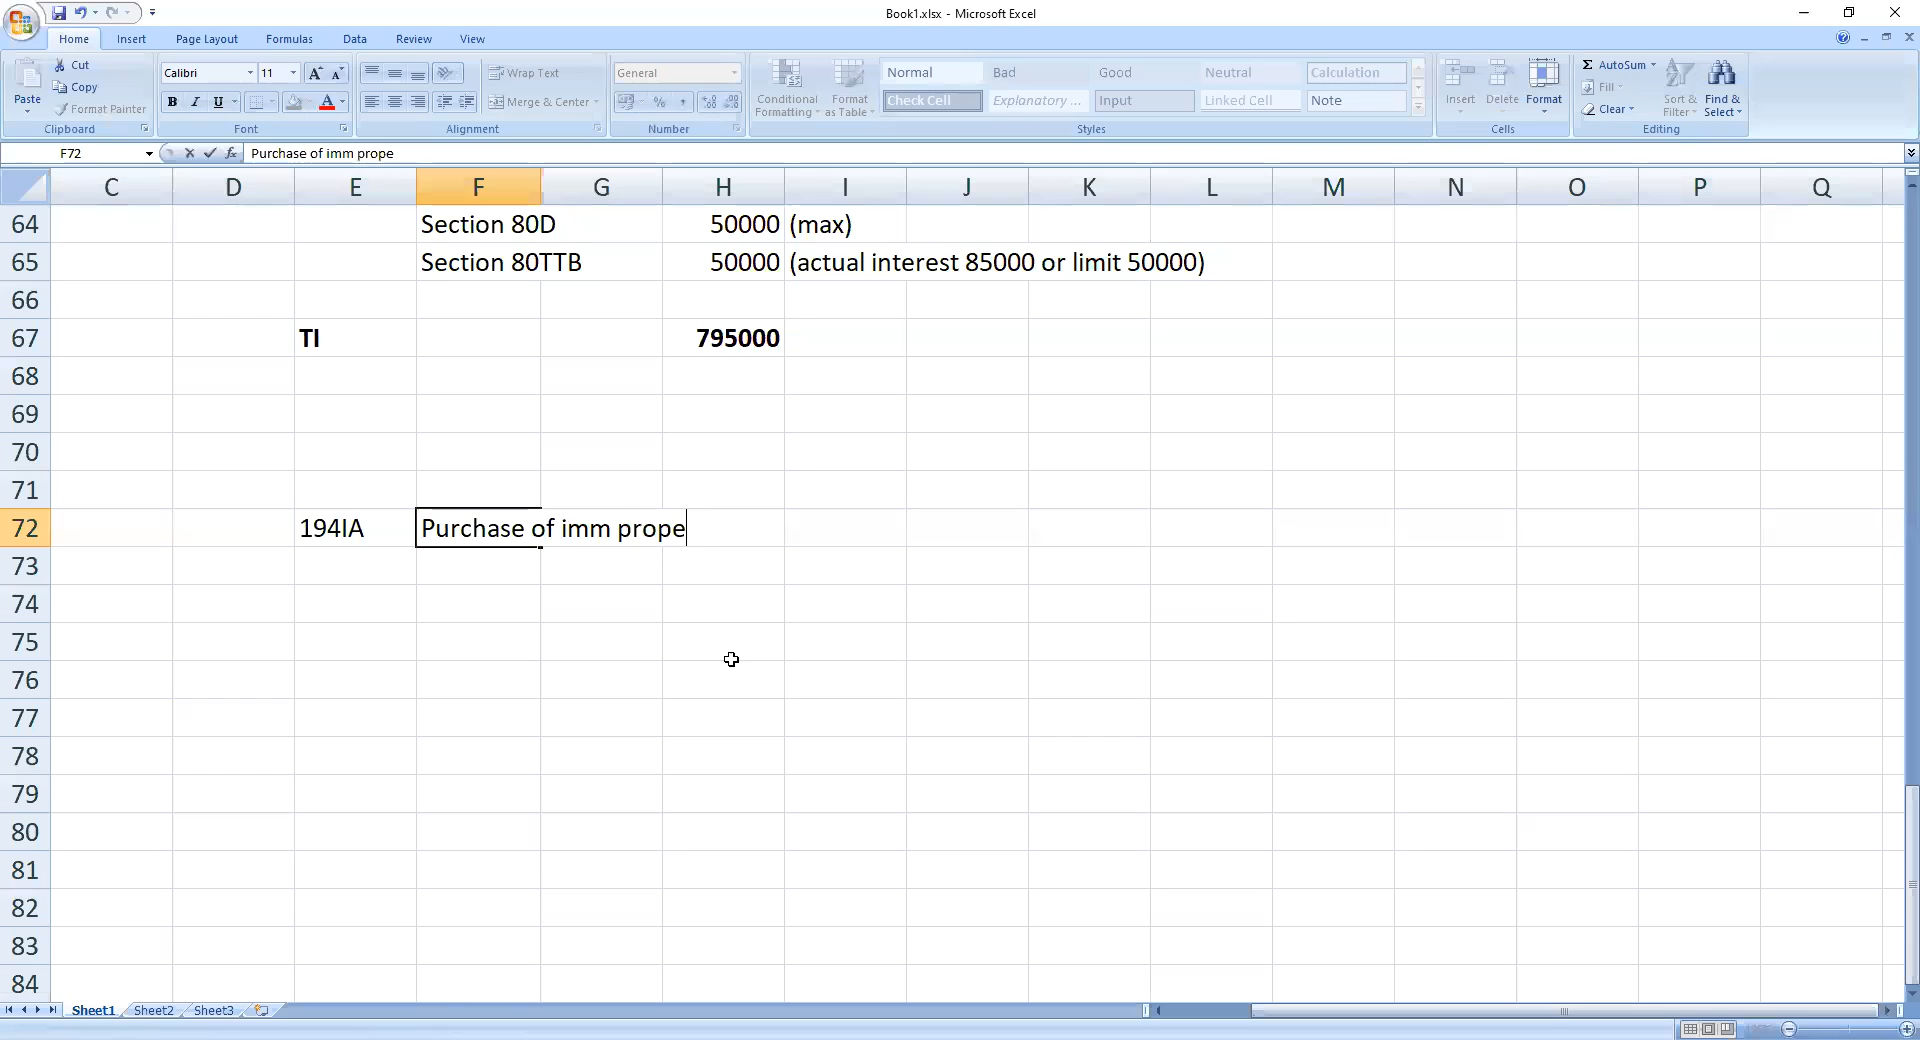 Book1.xlsx - Microsoft Excel
Home Insert Page Layout Formulas Data Review View
Paste
Cut
Copy
Format Painter
Clipboard
Calibri 11
B I U
Font
Wrap Text
Merge & Center
Alignment
General
Number
Conditional Formatting
Format as Table
Normal Bad Good Neutral Calculation
Check Cell Explanatory ... Input Linked Cell Note
Styles
Insert Delete Format
Cells
AutoSum
Fill
Clear
Sort & Filter
Find & Select
Editing
F72 fx Purchase of imm prope
C D E F G H I J K L M N O P Q
64 Section 80D 50000 (max)
65 Section 80TTB 50000 (actual interest 85000 or limit 50000)
66
67 TI 795000
68
69
70
71
72 194IA Purchase of imm prope
73
74
75
76
77
78
79
80
81
82
83
84
Sheet1 Sheet2 Sheet3